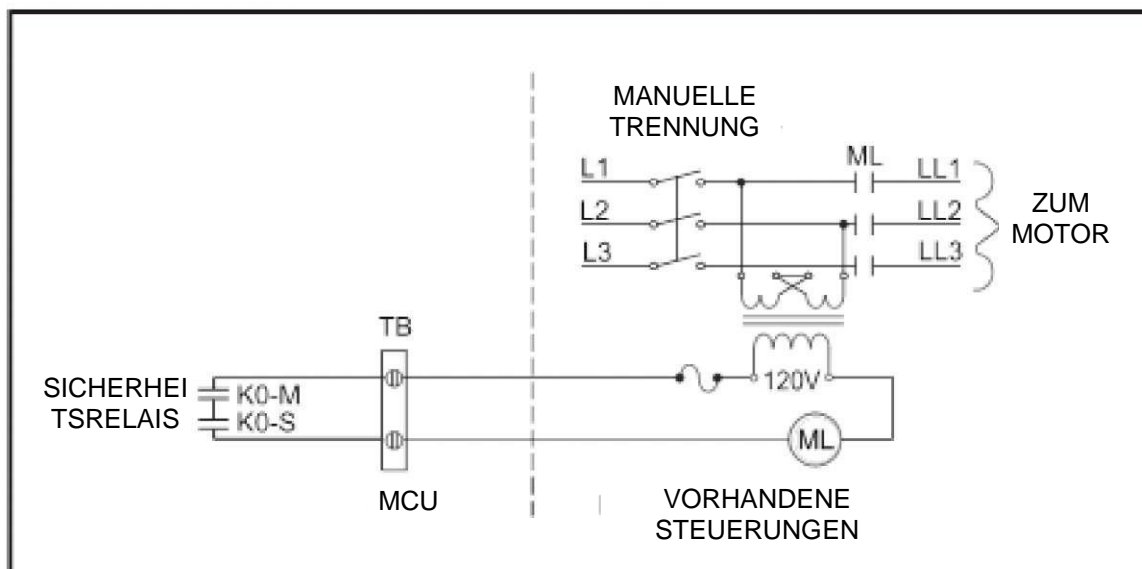 MANUELLE
TRENNUNG
ML
L1
LL1
L2
LL2
L3
LL3
ZUM
MOTOR
TB
SICHERHEI
TSRELAIS
K0-M
K0-S
120V
ML
MCU
VORHANDENE
STEUERUNGEN